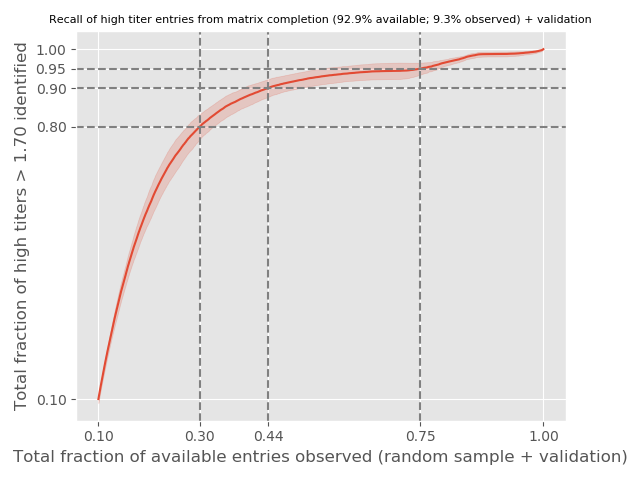 Recall of high titer entries from matrix completion (92.9% available; 9.3% observed) + validation
Total fraction of high titers > 1.70 identified
1.00
0.95
0.90
0.80
0.10
0.10 0.30 0.44 0.75 1.00
Total fraction of available entries observed (random sample + validation)